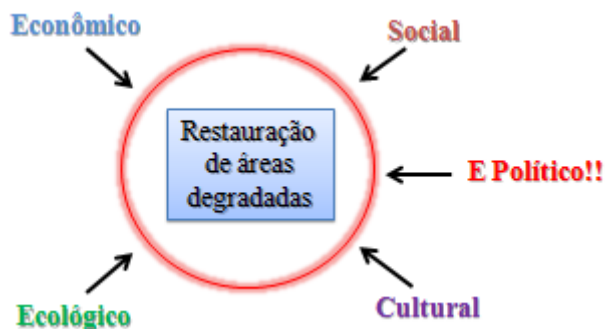 Econômico
Social
Restauração
de áreas
degradadas
E Político!!
Ecológico
Cultural